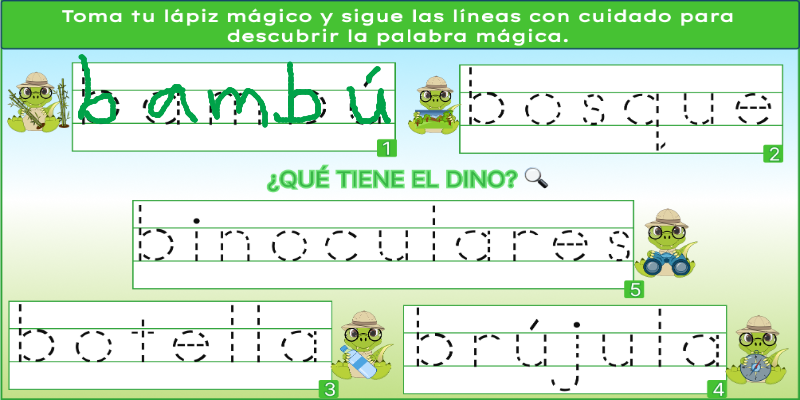 Toma tu lápiz mágico y sigue las líneas con cuidado para
descubrir la palabra mágica.
bambú
1
bosque
2
¿QUÉ TIENE EL DINO?
binoculares
5
botella
3
brújula
4